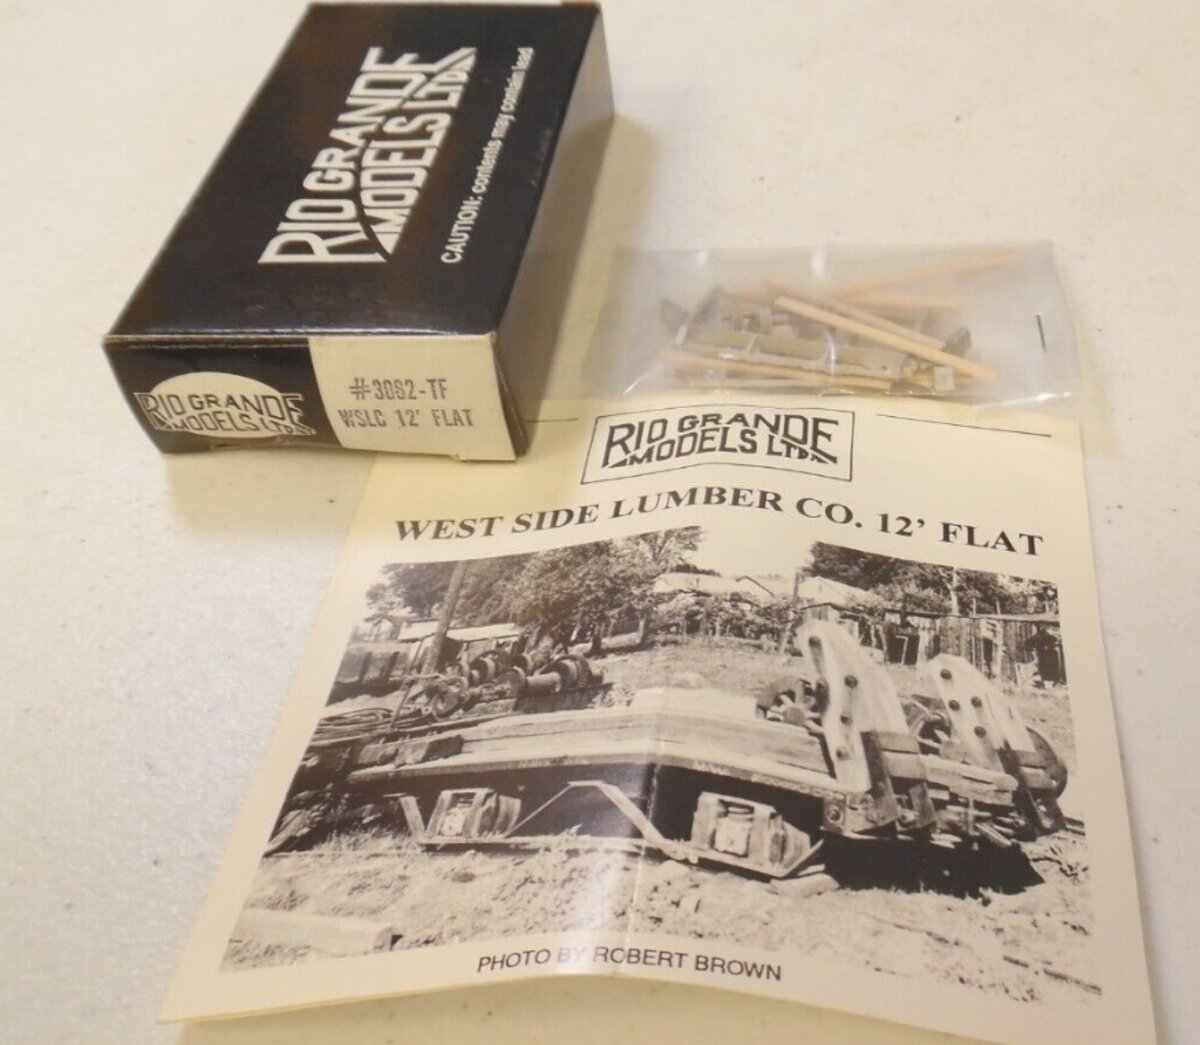 RIO GRANDE
MODELS LTD
CAUTION: contents may contain lead
RIO GRANDE
MODELS LTD
#3062-TF
WSLC 12' FLAT
RIO GRANDE
MODELS LTD
WEST SIDE LUMBER CO. 12' FLAT
PHOTO BY ROBERT BROWN